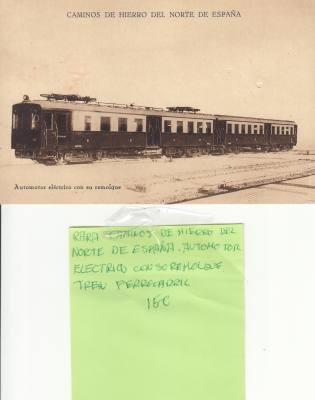 CAMINOS DE HIERRO DEL NORTE DE ESPAÑA
Automotor eléctrico con su remolque
RARA CAMINOS DE HIERRO DEL
NORTE DE ESPAÑA. AUTOMOTOR
ELECTRICO CON SU REMOLQUE
TREN FERROCARRIL